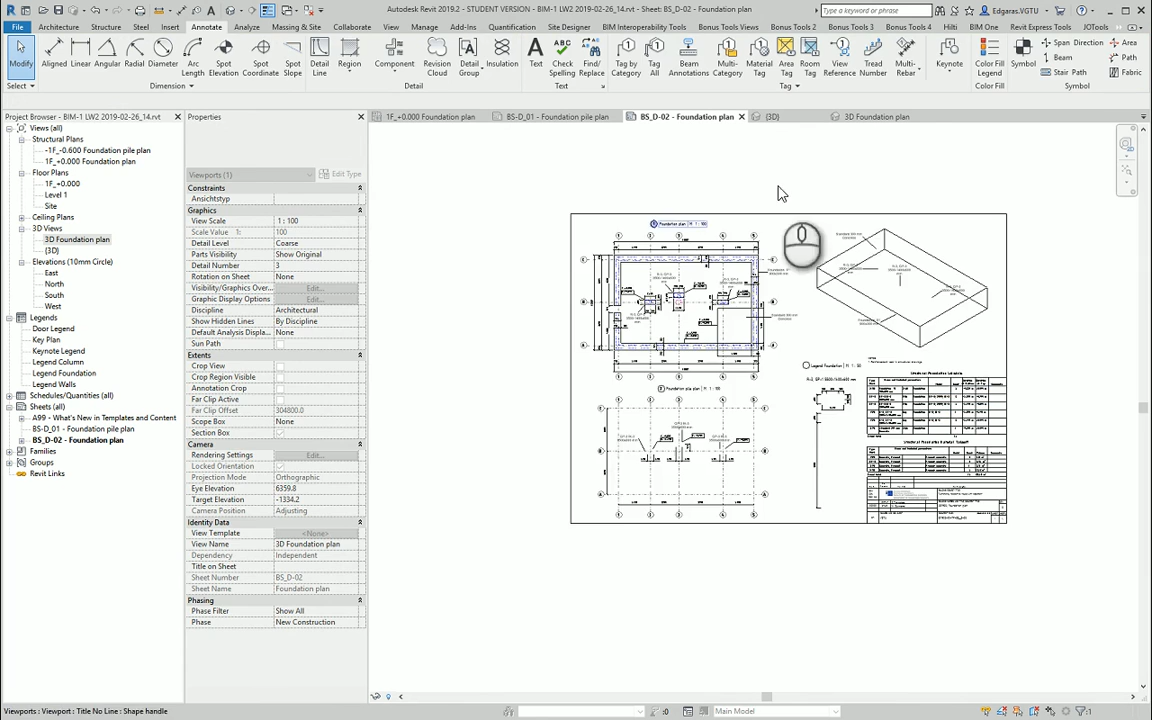 Autodesk Revit 2019.2 - STUDENT VERSION - BIM-1 LW2 2019-02-26_14.rvt - Sheet: BS_D-02 - Foundation plan
Type a keyword or phrase
Edgaras.VGTU
File Architecture Structure Steel Insert Annotate Analyze Massing & Site Collaborate View Manage Add-Ins Quantification Site Designer BIM Interoperability Tools Bonus Tools Bonus Tools 2 Bonus Tools 3 Bonus Tools 4 Hilti BIM One Revit Express Tools JOTools
Modify
Aligned
Linear
Angular
Radial
Diameter
Arc Length
Spot Elevation
Spot Coordinate
Spot Slope
Detail Line
Region
Component
Revision Cloud
Detail Group
Insulation
Text
Check Spelling
Find/ Replace
Tag by Category
Tag All
Beam Annotations
Multi- Category
Material Tag
Area Tag
Room Tag
View Reference
Tread Number
Multi- Rebar
Keynote
Color Fill Legend
Symbol
Span Direction
Beam
Stair Path
Area
Path
Fabric
Select
Dimension
Detail
Text
Tag
Color Fill
Symbol
Project Browser - BIM-1 LW2 2019-02-26_14.rvt
Views (all)
Structural Plans
-1F_-0.600 Foundation pile plan
1F_+0.000 Foundation plan
Floor Plans
1F_+0.000
Level 1
Site
Ceiling Plans
3D Views
3D Foundation plan
{3D}
Elevations (10mm Circle)
East
North
South
West
Legends
Door Legend
Key Plan
Keynote Legend
Legend Column
Legend Foundation
Legend Walls
Schedules/Quantities (all)
Sheets (all)
A99 - What's New in Templates and Content
BS-D_01 - Foundation pile plan
BS_D-02 - Foundation plan
Families
Groups
Revit Links
Properties
Viewports (1)
Edit Type
Constraints
Ansichtstyp
Graphics
View Scale 1 : 100
Scale Value 1: 100
Detail Level Coarse
Parts Visibility Show Original
Detail Number 3
Rotation on Sheet None
Visibility/Graphics Over... Edit...
Graphic Display Options Edit...
Discipline Architectural
Show Hidden Lines By Discipline
Default Analysis Displa... None
Sun Path
Extents
Crop View
Crop Region Visible
Annotation Crop
Far Clip Active
Far Clip Offset 304800.0
Scope Box None
Section Box
Camera
Rendering Settings Edit...
Locked Orientation
Projection Mode Orthographic
Eye Elevation 6359.8
Target Elevation -1334.2
Camera Position Adjusting
Identity Data
View Template <None>
View Name 3D Foundation plan
Dependency Independent
Title on Sheet
Sheet Number BS_D-02
Sheet Name Foundation plan
Phasing
Phase Filter Show All
Phase New Construction
1F_+0.000 Foundation plan
BS-D_01 - Foundation pile plan
BS_D-02 - Foundation plan
{3D}
3D Foundation plan
Foundation plan
Foundation pile plan
Legend Foundation
Viewports : Viewport : Title No Line : Shape handle
:0
Main Model
:1